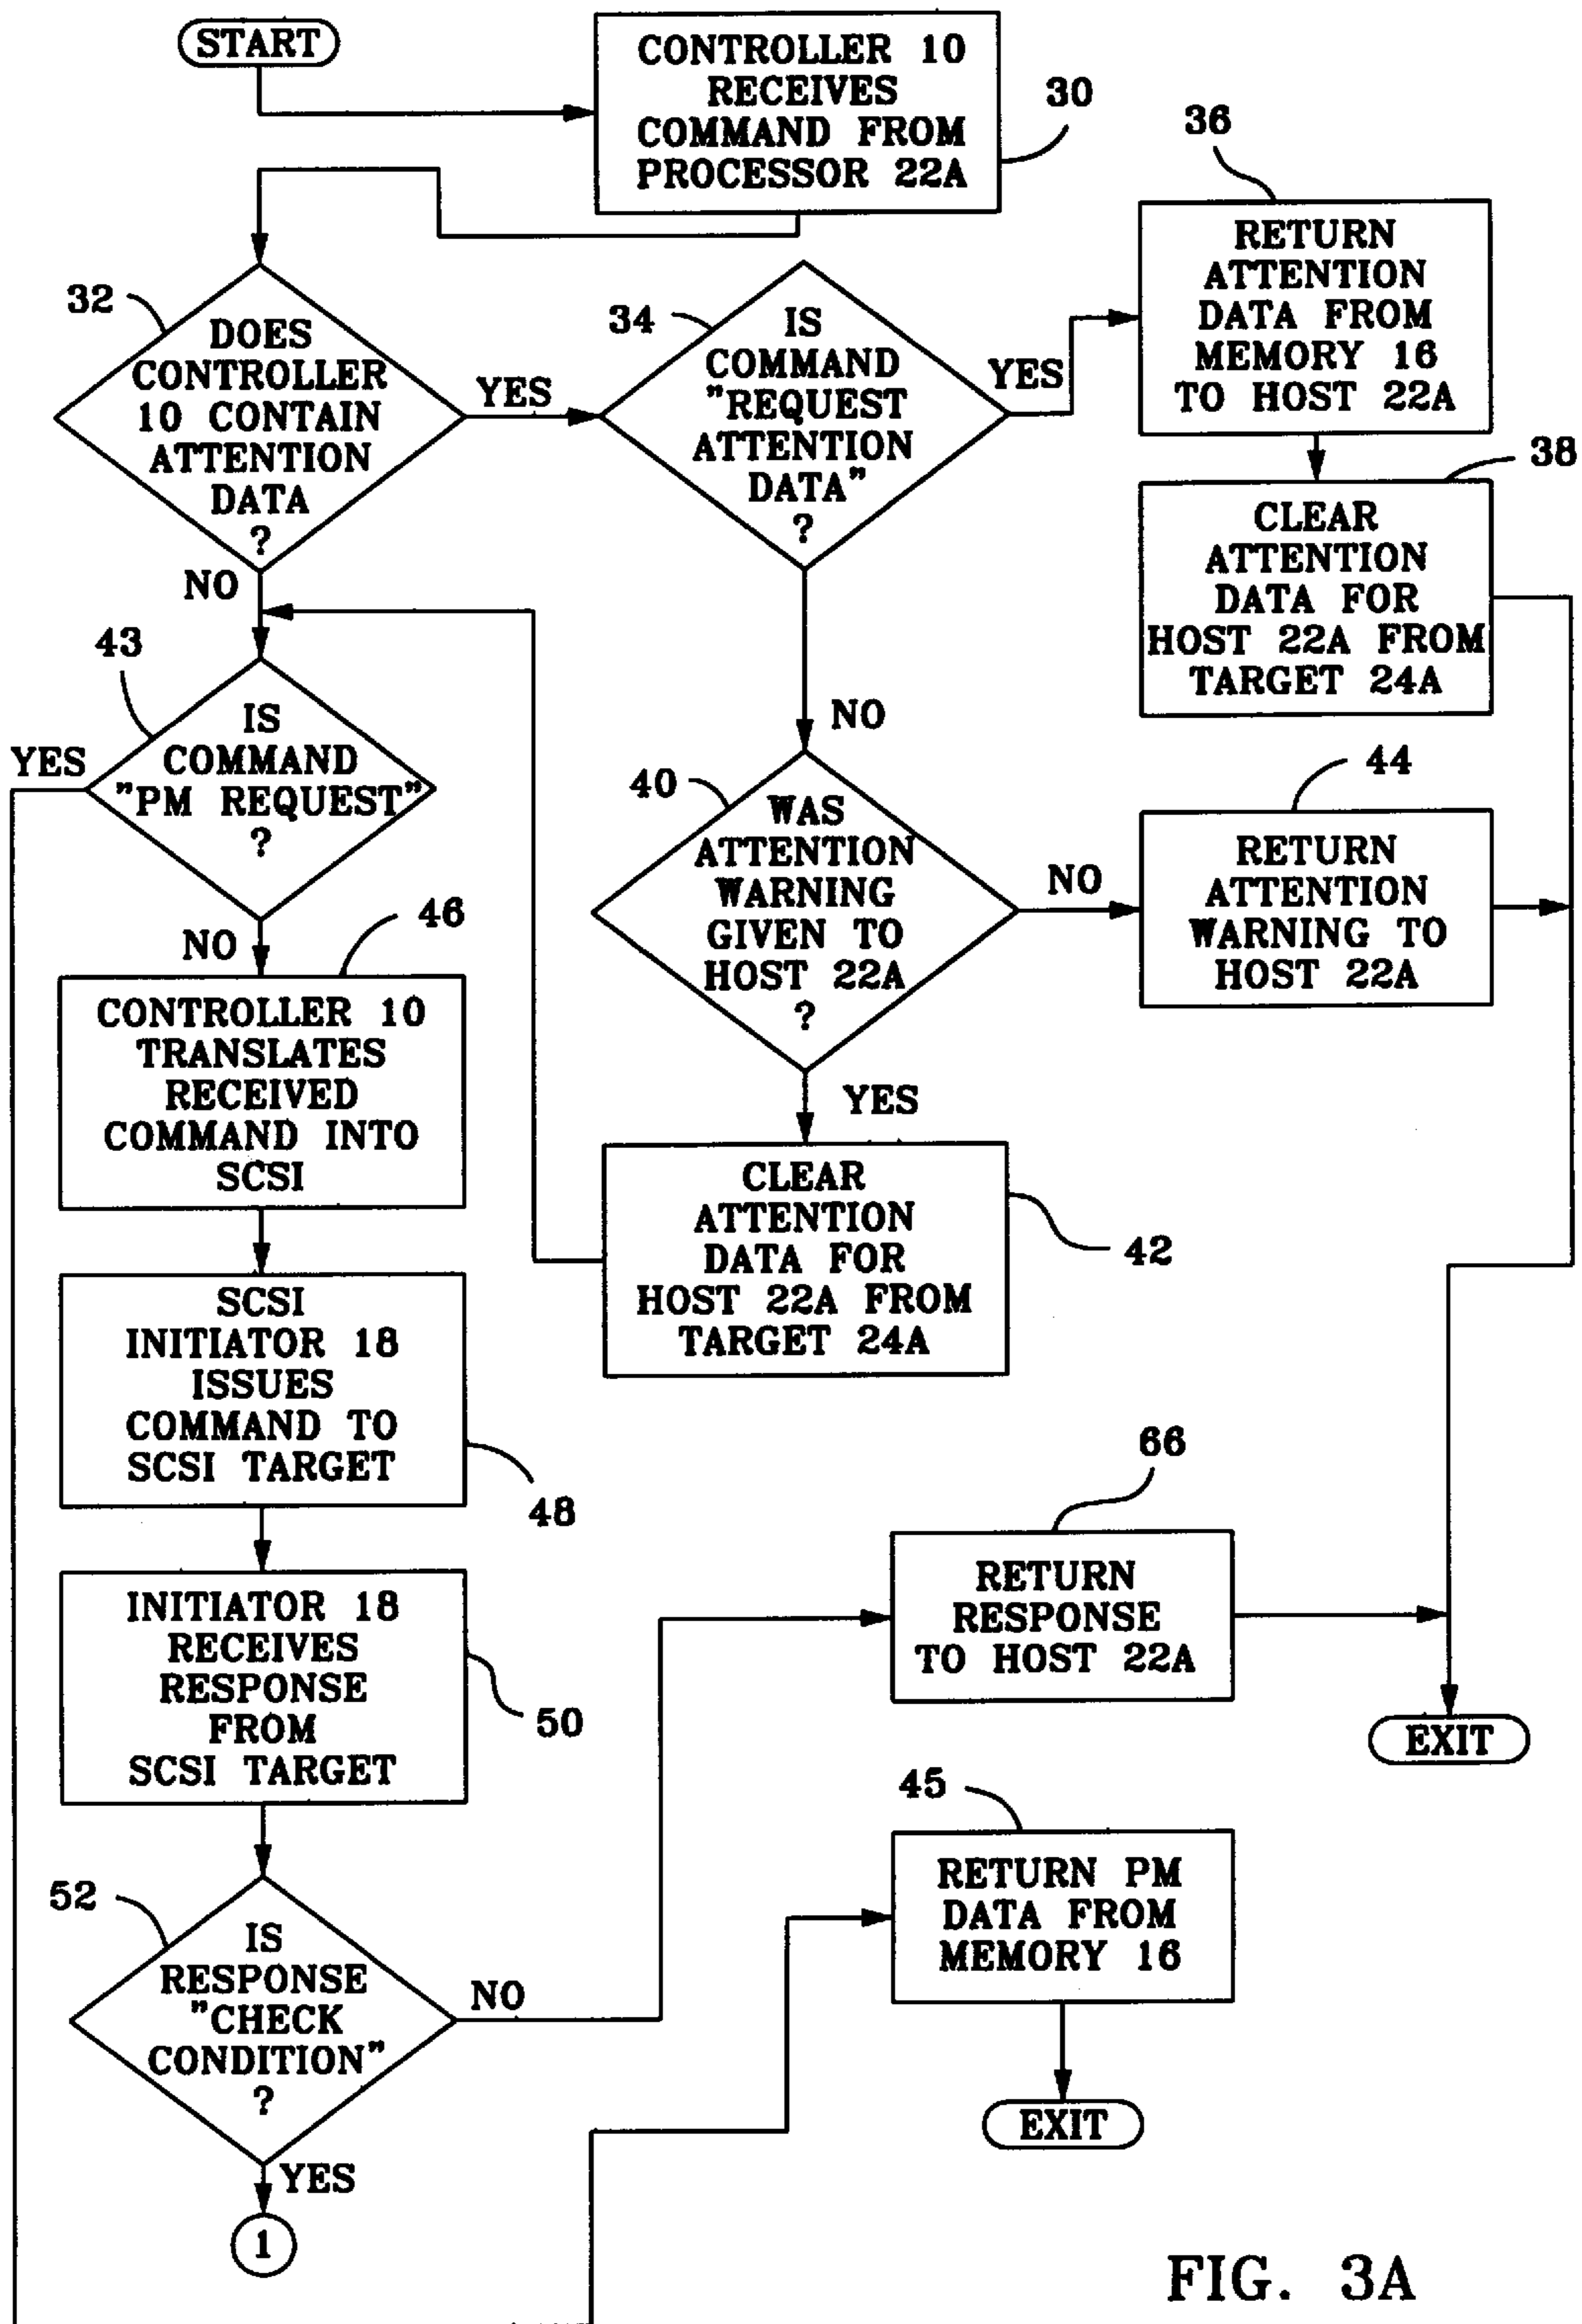 START
CONTROLLER 10
RECEIVES
COMMAND FROM
PROCESSOR 22A
30
32
DOES
CONTROLLER
10 CONTAIN
ATTENTION
DATA
?
YES
NO
34
IS
COMMAND
"REQUEST
ATTENTION
DATA"
?
YES
NO
36
RETURN
ATTENTION
DATA FROM
MEMORY 16
TO HOST 22A
38
CLEAR
ATTENTION
DATA FOR
HOST 22A FROM
TARGET 24A
43
IS
COMMAND
"PM REQUEST"
?
YES
NO
40
WAS
ATTENTION
WARNING
GIVEN TO
HOST 22A
?
NO
YES
44
RETURN
ATTENTION
WARNING TO
HOST 22A
46
CONTROLLER 10
TRANSLATES
RECEIVED
COMMAND INTO
SCSI
CLEAR
ATTENTION
DATA FOR
HOST 22A FROM
TARGET 24A
42
SCSI
INITIATOR 18
ISSUES
COMMAND TO
SCSI TARGET
48
INITIATOR 18
RECEIVES
RESPONSE
FROM
SCSI TARGET
50
66
RETURN
RESPONSE
TO HOST 22A
EXIT
52
IS
RESPONSE
"CHECK
CONDITION"
?
NO
YES
1
45
RETURN PM
DATA FROM
MEMORY 16
EXIT
FIG. 3A